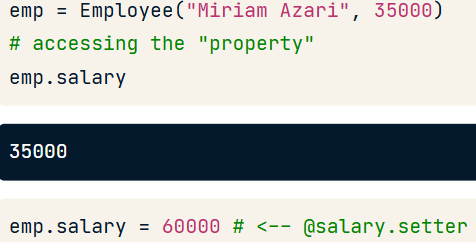 emp = Employee("Miriam Azari", 35000)
# accessing the "property"
emp.salary
35000
emp.salary = 60000 # <-- @salary.setter